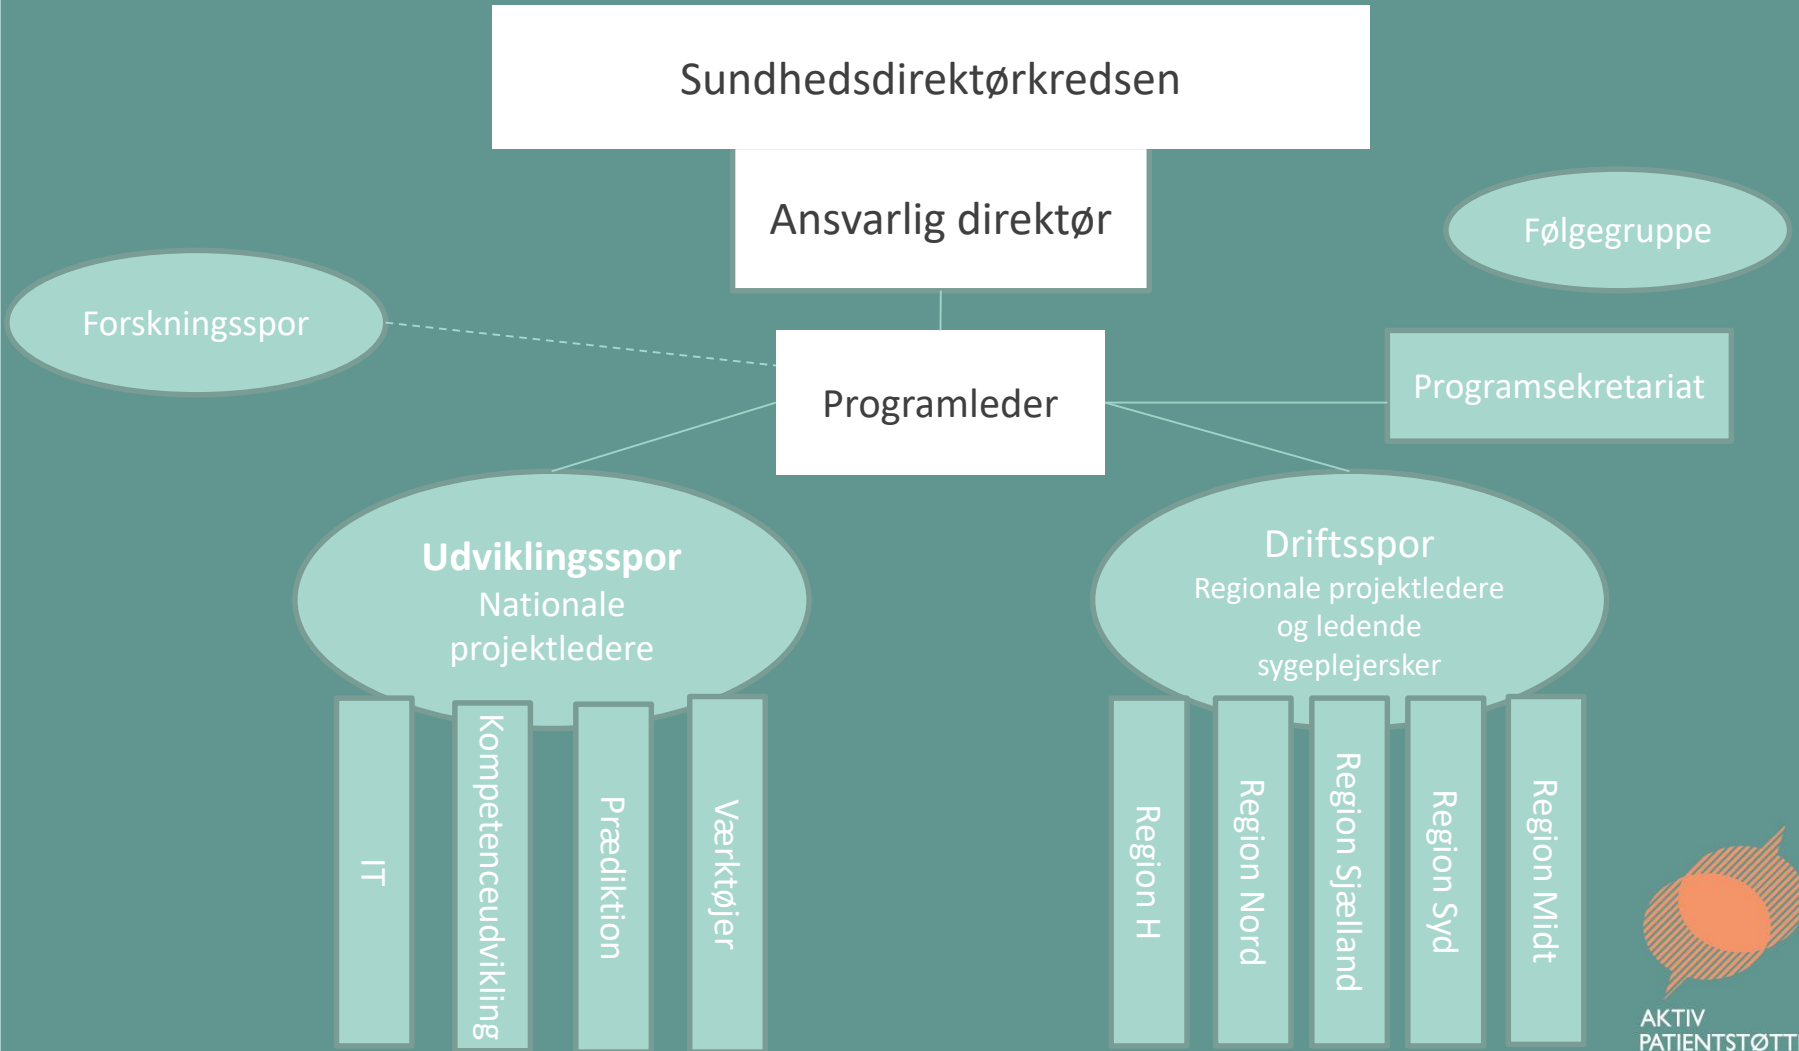 Sundhedsdirektørkredsen
Ansvarlig direktør
Følgegruppe
Forskningsspor
Programleder
Programsekretariat
Udviklingsspor
Nationale
projektledere
Driftsspor
Regionale projektledere
og ledende
sygeplejersker
IT
Kompetenceudvikling
Prædiktion
Værktøjer
Region H
Region Nord
Region Sjælland
Region Syd
Region Midt
AKTIV
PATIENTSTØTT